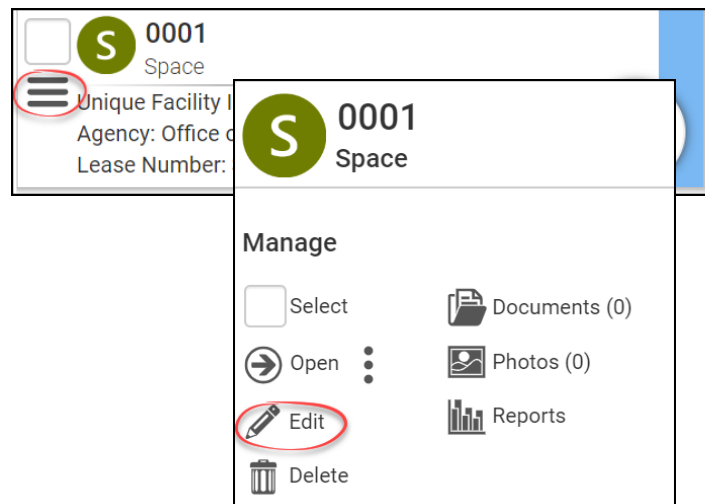 S 0001
Space
Unique Facility
Agency: Office
Lease Number:
S 0001
Space
Manage
Select Documents (0)
Open Photos (0)
Edit Reports
Delete